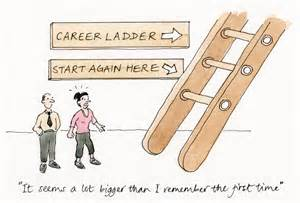 CAREER LADDER
START AGAIN HERE
"It seems a lot bigger than I remember the first time"